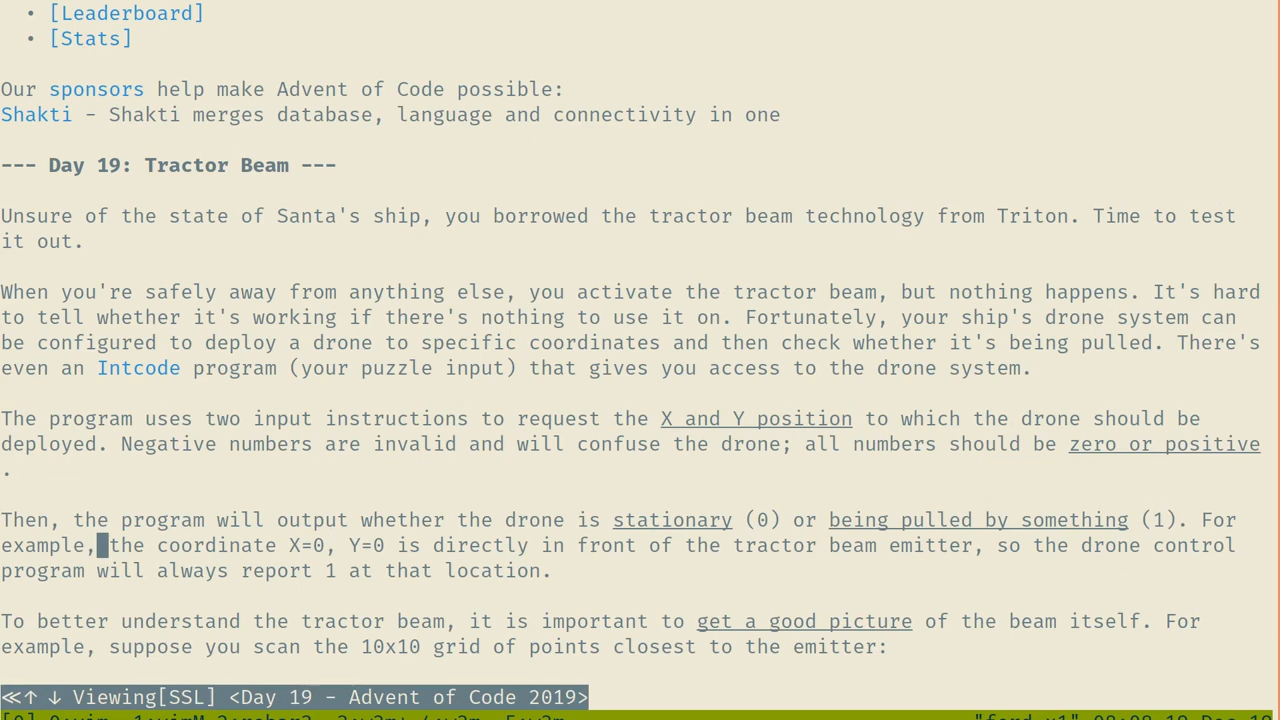 • [Leaderboard]
• [Stats]
Our sponsors help make Advent of Code possible:
Shakti - Shakti merges database, language and connectivity in one
--- Day 19: Tractor Beam ---
Unsure of the state of Santa's ship, you borrowed the tractor beam technology from Triton. Time to test
it out.
When you're safely away from anything else, you activate the tractor beam, but nothing happens. It's hard
to tell whether it's working if there's nothing to use it on. Fortunately, your ship's drone system can
be configured to deploy a drone to specific coordinates and then check whether it's being pulled. There's
even an Intcode program (your puzzle input) that gives you access to the drone system.
The program uses two input instructions to request the X and Y position to which the drone should be
deployed. Negative numbers are invalid and will confuse the drone; all numbers should be zero or positive
.
Then, the program will output whether the drone is stationary (0) or being pulled by something (1). For
example, the coordinate X=0, Y=0 is directly in front of the tractor beam emitter, so the drone control
program will always report 1 at that location.
To better understand the tractor beam, it is important to get a good picture of the beam itself. For
example, suppose you scan the 10x10 grid of points closest to the emitter:
≪↑ ↓ Viewing[SSL] <Day 19 - Advent of Code 2019>